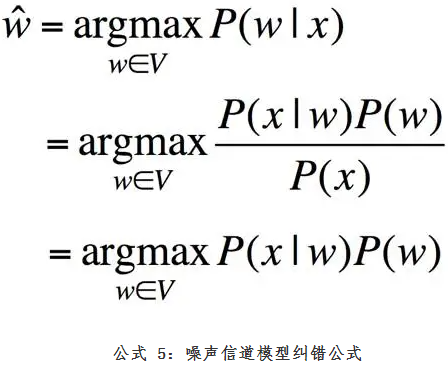 ŵ = argmax P(w | x)
w∈V
= argmax P(x | w)P(w) / P(x)
w∈V
= argmax P(x | w)P(w)
w∈V
公式 5：噪声信道模型纠错公式